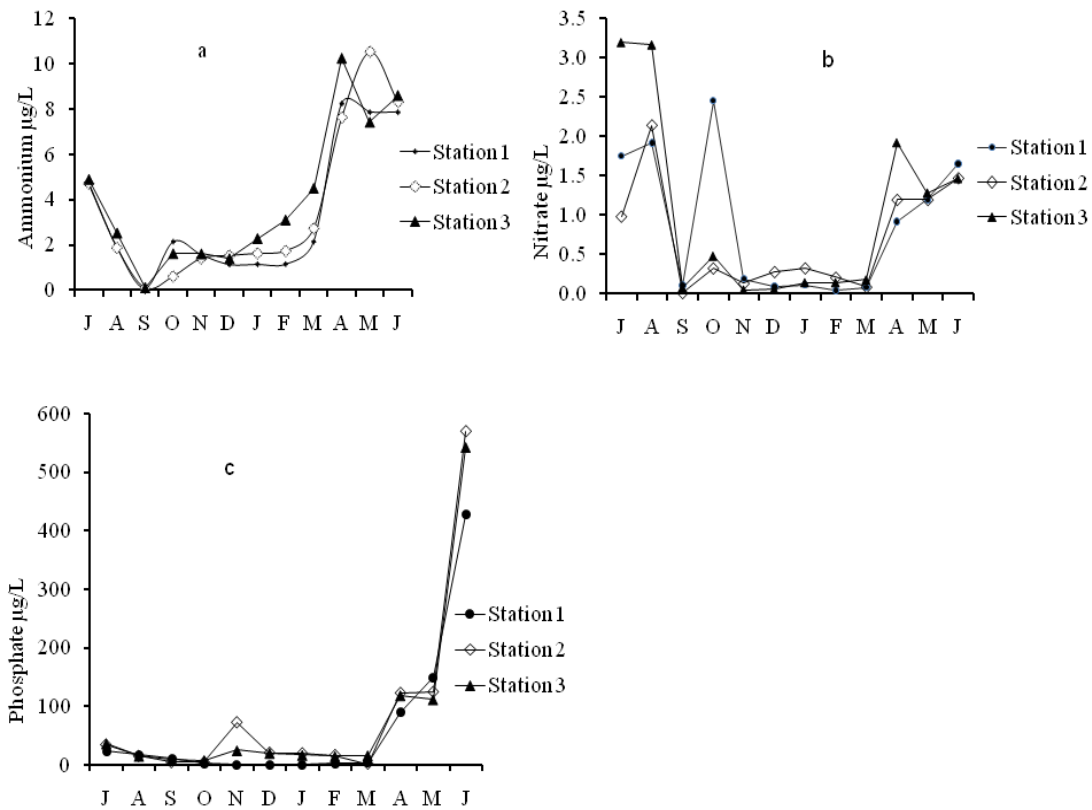 a
Ammonium µg/L
12
10
8
6
4
2
0
J A S O N D J F M A M J
Station 1
Station 2
Station 3
b
Nitrate µg/L
3.5
3.0
2.5
2.0
1.5
1.0
0.5
0.0
J A S O N D J F M A M J
Station 1
Station 2
Station 3
c
Phosphate µg/L
600
500
400
300
200
100
0
J A S O N D J F M A M J
Station 1
Station 2
Station 3